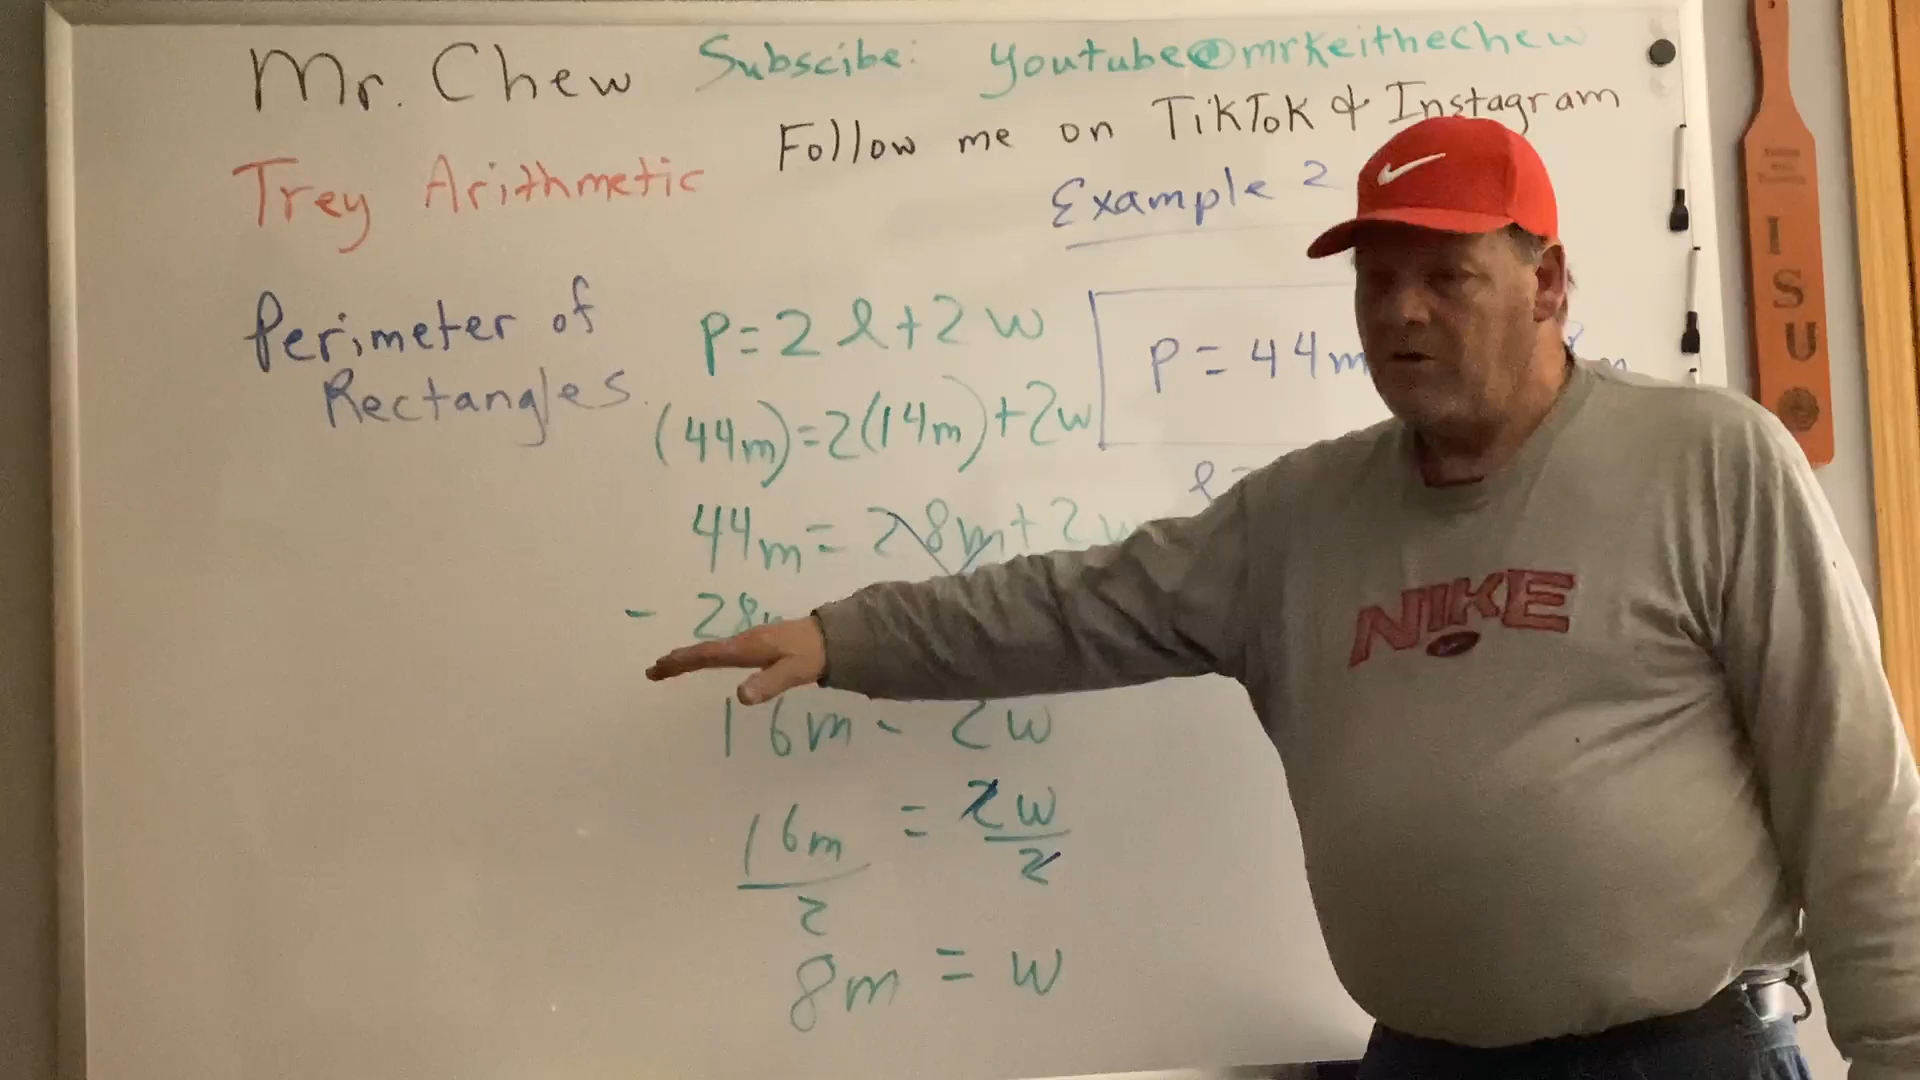 Mr. Chew
Subscibe: youtube@mrkeithechew
Follow me on TikTok & Instagram
Trey Arithmetic
Example 2
Perimeter of
Rectangles
P=2l+2w
(44m)=2(14m)+2w
44m=28m+2w
- 28m
16m = 2w
16m = 2w
2 2
8m = w
P=44m
l
NIKE
ISU